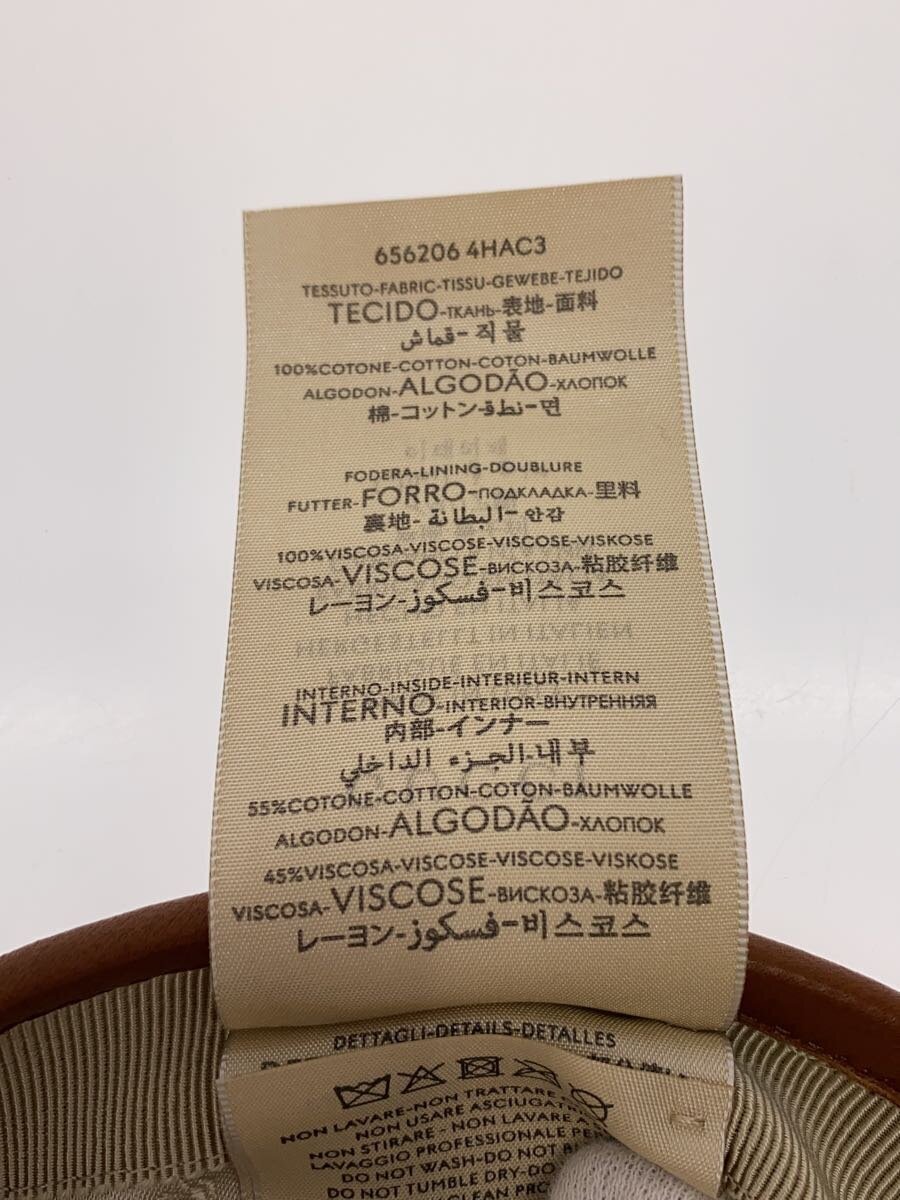 656206 4HAC3
TESSUTO-FABRIC-TISSU-GEWEBE-TEJIDO
TECIDO-ТКАНЬ-表地-面料
قماش-직물
100%COTONE-COTTON-COTON-BAUMWOLLE
ALGODON-ALGODÃO-ХЛОПОК
棉-コットン-نطق-면
FODERA-LINING-DOUBLURE
FUTTER-FORRO-ПОДКЛАДКА-里料
裏地-البطانة-안감
100%VISCOSA-VISCOSE-VISCOSE-VISKOSE
VISCOSA-VISCOSE-ВИСКОЗА-粘胶纤维
レーヨン-فسكوز-비스코스
INTERNO-INSIDE-INTERIEUR-INTERN
INTERNO-INTERIOR-ВНУТРЕННЯЯ
内部-インナー
الجزء الداخلي-내부
55%COTONE-COTTON-COTON-BAUMWOLLE
ALGODON-ALGODÃO-ХЛОПОК
45%VISCOSA-VISCOSE-VISCOSE-VISKOSE
VISCOSA-VISCOSE-ВИСКОЗА-粘胶纤维
レーヨン-فسكوز-비스코스
DETTAGLI-DETAILS-DETALLES
NON LAVARE-NON TRATTARE
NON USARE ASCIUGAT
NON STIRARE - NON LAVARE A
LAVAGGIO PROFESSIONALE PER
DO NOT WASH-DO NOT
DO NOT TUMBLE DRY-DO
CLEAN